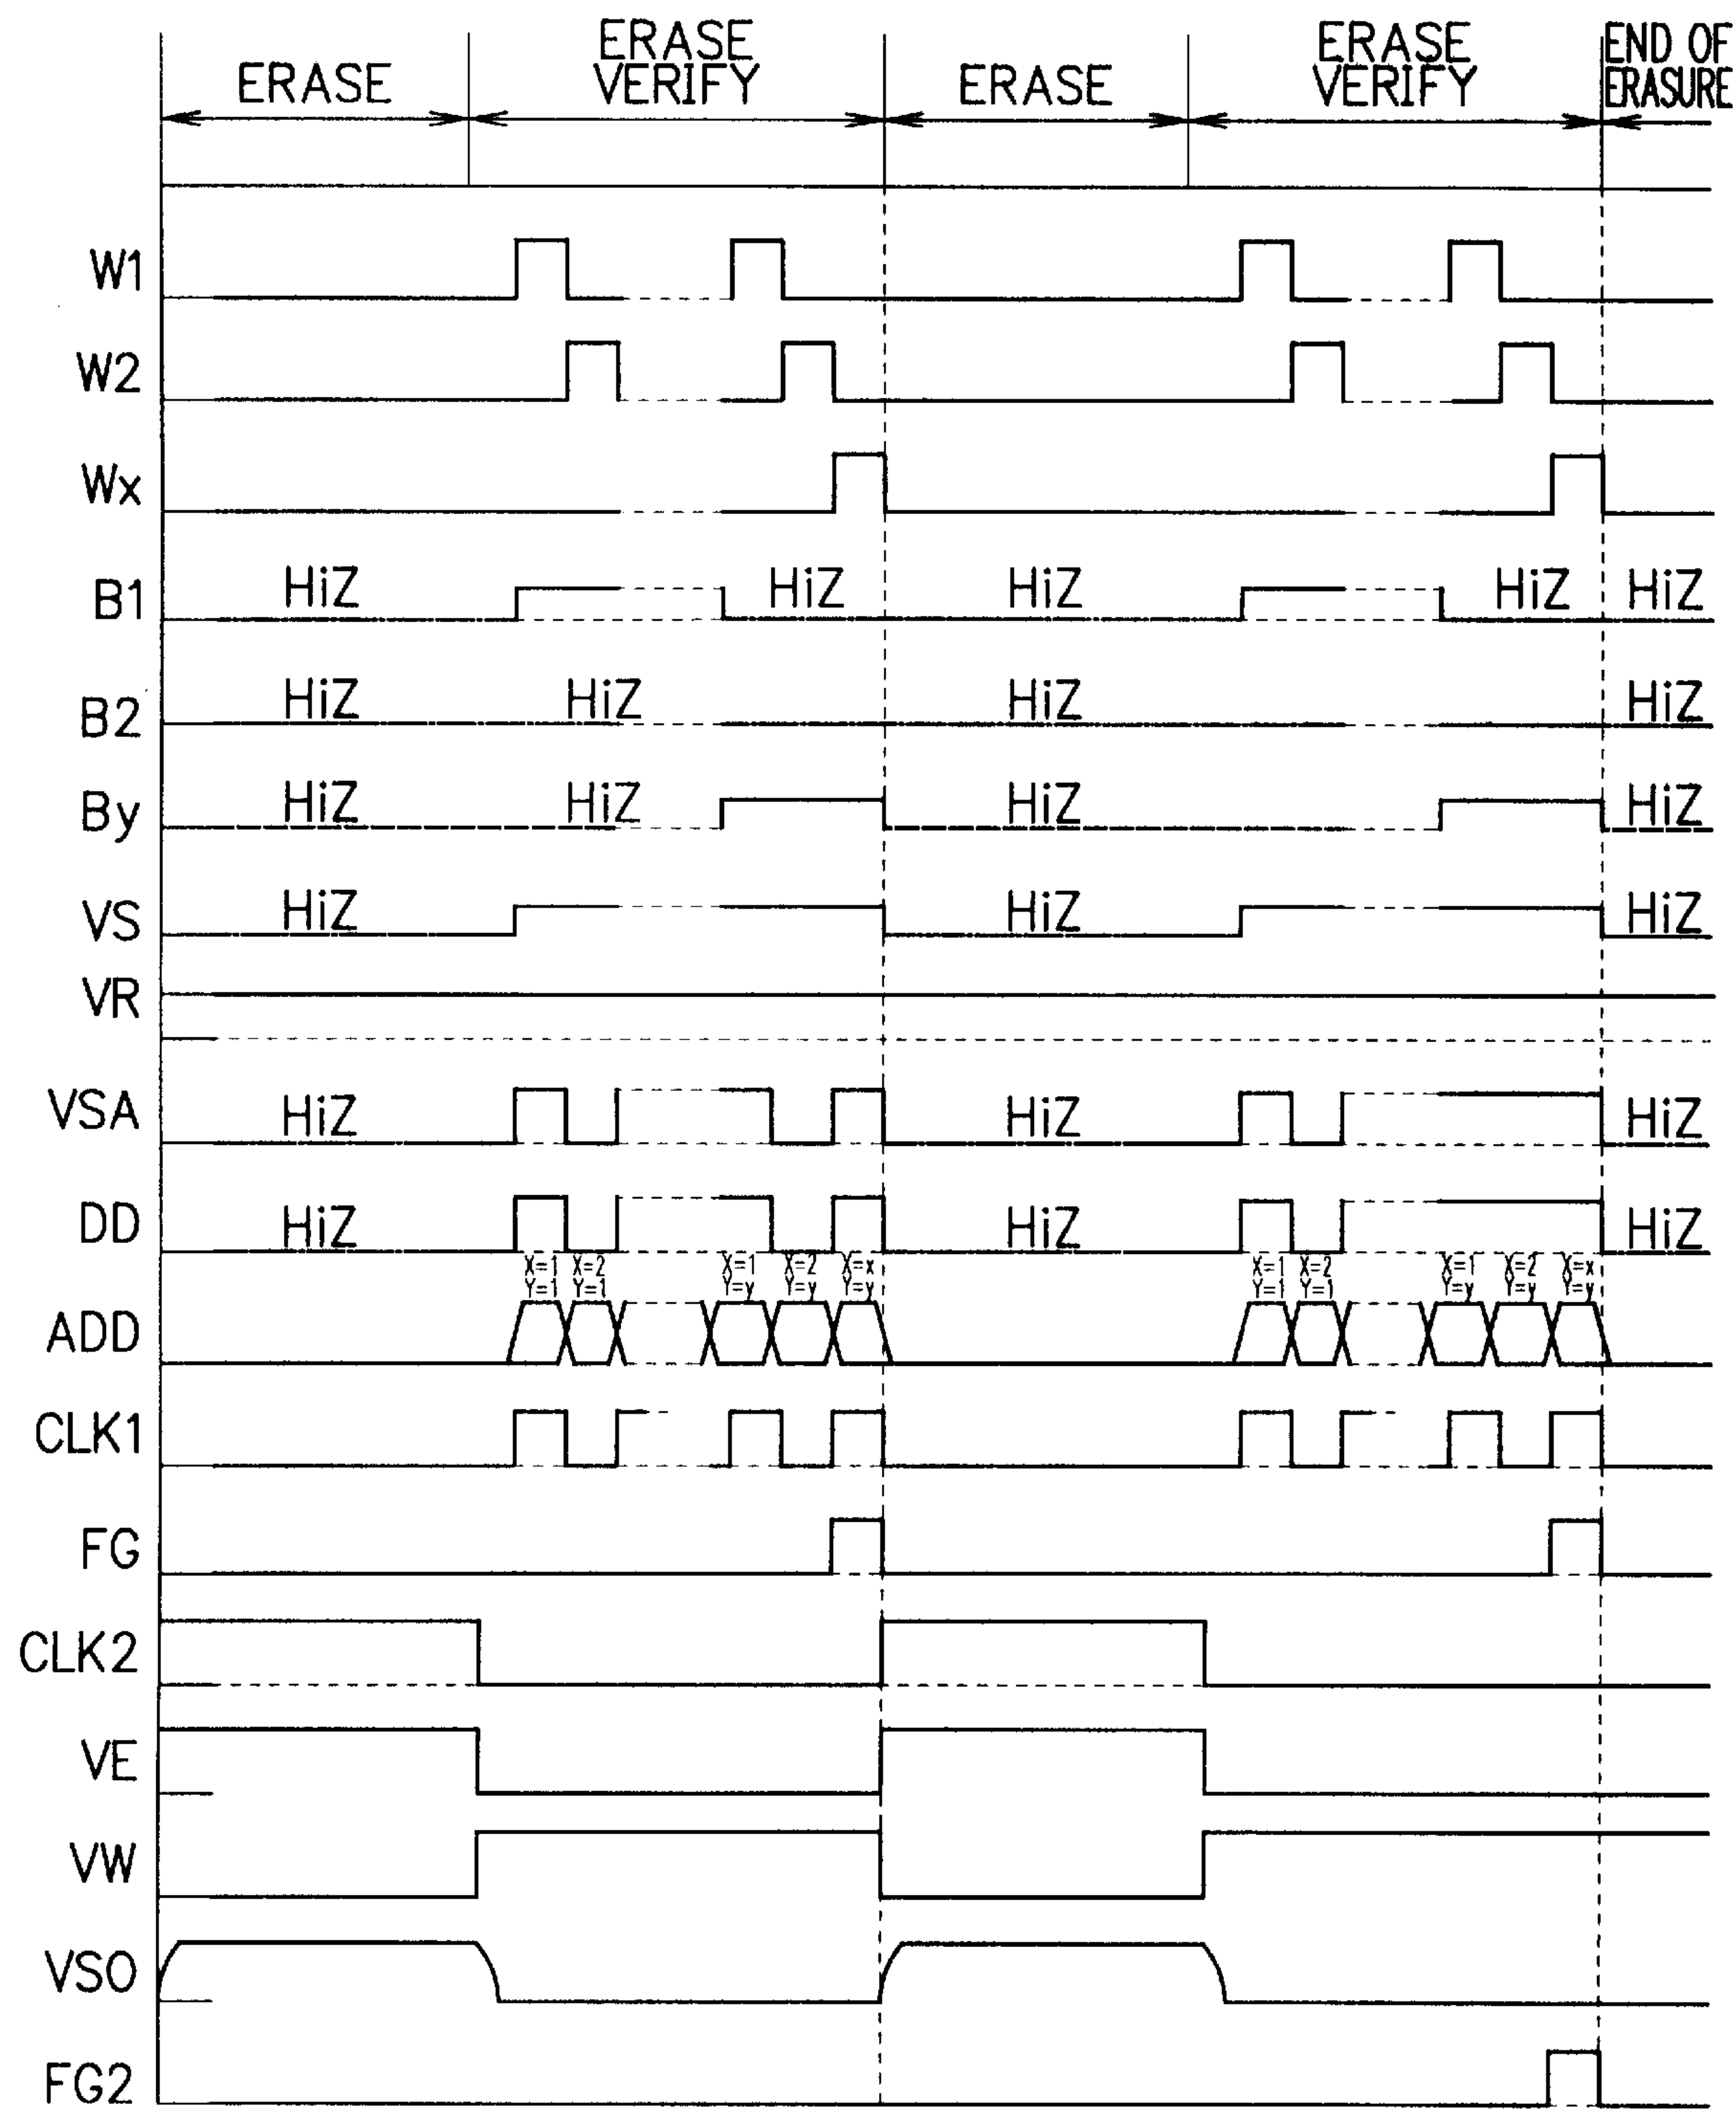 ERASE
ERASE
VERIFY
ERASE
ERASE
VERIFY
END OF
ERASURE
W1
W2
Wx
B1 HiZ HiZ HiZ HiZ HiZ
B2 HiZ HiZ HiZ HiZ
By HiZ HiZ HiZ HiZ
VS HiZ HiZ HiZ
VR
VSA HiZ HiZ HiZ
DD HiZ HiZ HiZ
X=1 X=2 X=1 X=2 X=x X=1 X=2 X=1 X=2 X=x
Y=1 Y=1 Y=y Y=y Y=y Y=1 Y=1 Y=y Y=y Y=y
ADD
CLK1
FG
CLK2
VE
VW
VSO
FG2